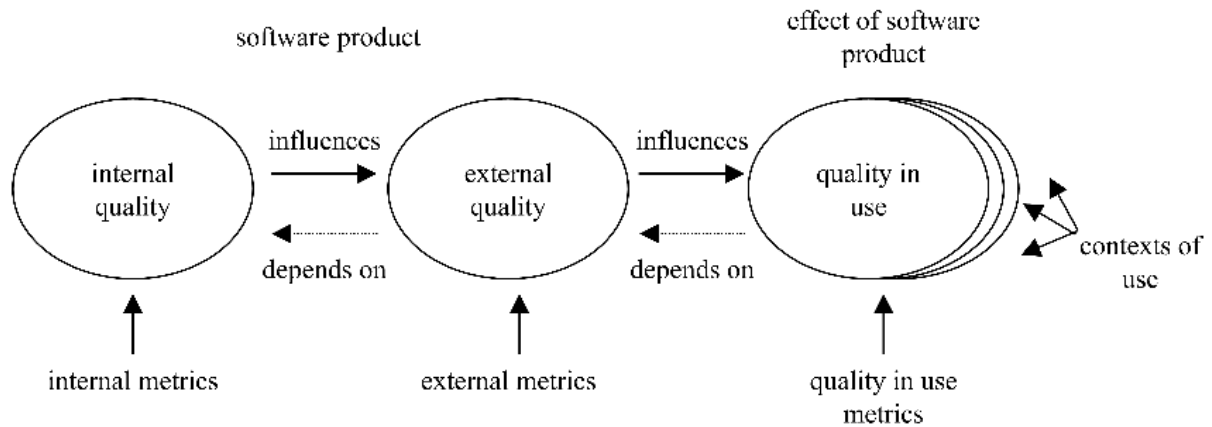 software product
effect of software
product
internal
quality
influences
depends on
external
quality
influences
depends on
quality in
use
contexts of
use
internal metrics
external metrics
quality in use
metrics